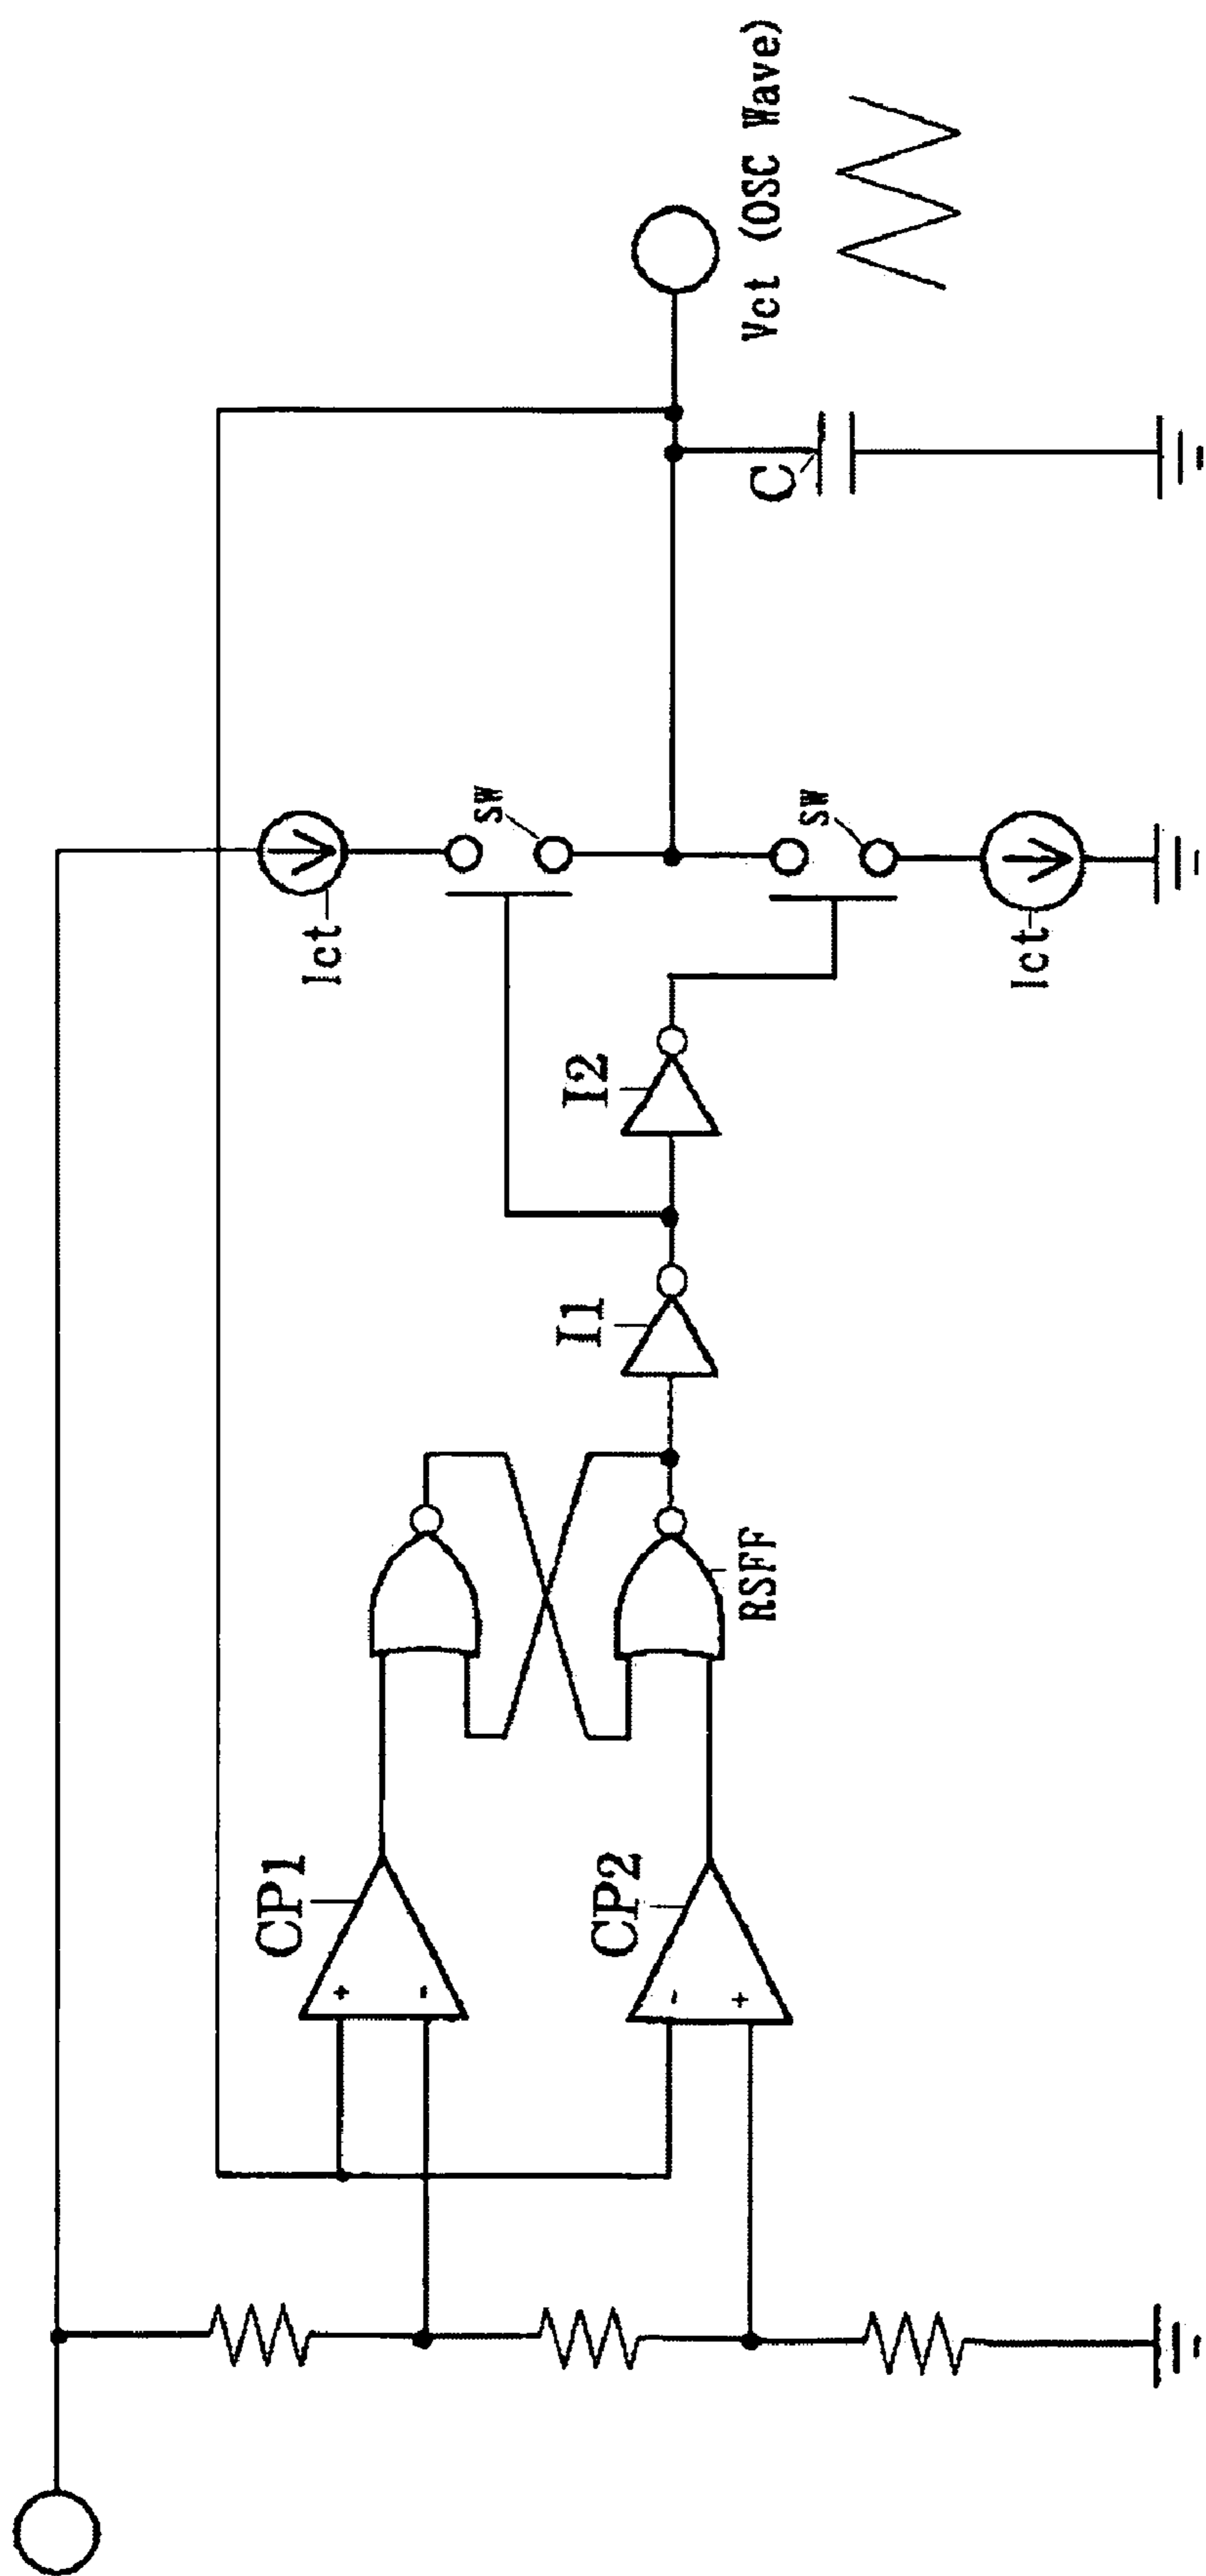 CP1
+
-
CP2
-
+
RSFF
I1
I2
Ict
SW
SW
Ict
C
Vct (OSC Wave)